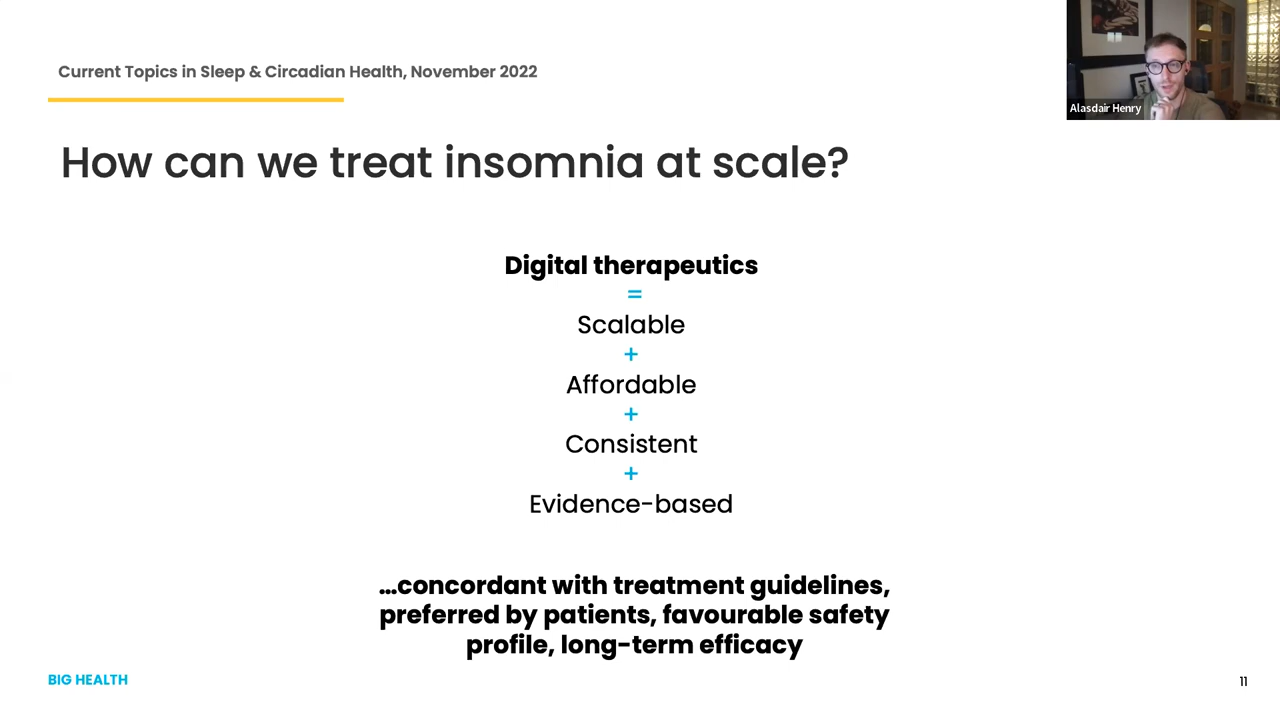 Current Topics in Sleep & Circadian Health, November 2022
Alasdair Henry
How can we treat insomnia at scale?
Digital therapeutics
=
Scalable
+
Affordable
+
Consistent
+
Evidence-based
...concordant with treatment guidelines,
preferred by patients, favourable safety
profile, long-term efficacy
BIG HEALTH
11